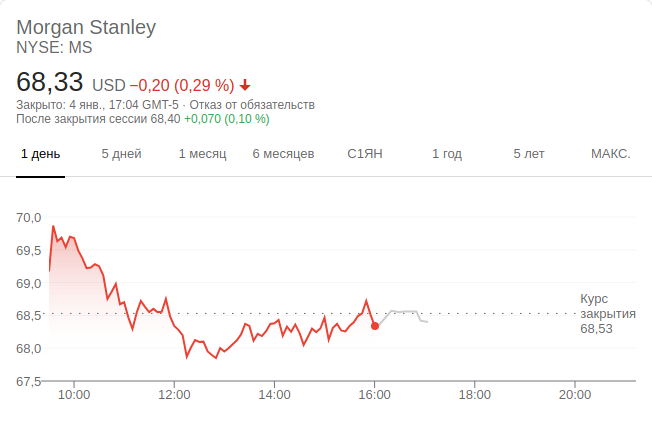 Morgan Stanley
NYSE: MS
68,33 USD −0,20 (0,29 %)
Закрыто: 4 янв., 17:04 GMT-5 · Отказ от обязательств
После закрытия сессии 68,40 +0,070 (0,10 %)
1 день 5 дней 1 месяц 6 месяцев С1ЯН 1 год 5 лет МАКС.
70,0
69,5
69,0
68,5
68,0
67,5
Курс
закрытия
68,53
10:00 12:00 14:00 16:00 18:00 20:00